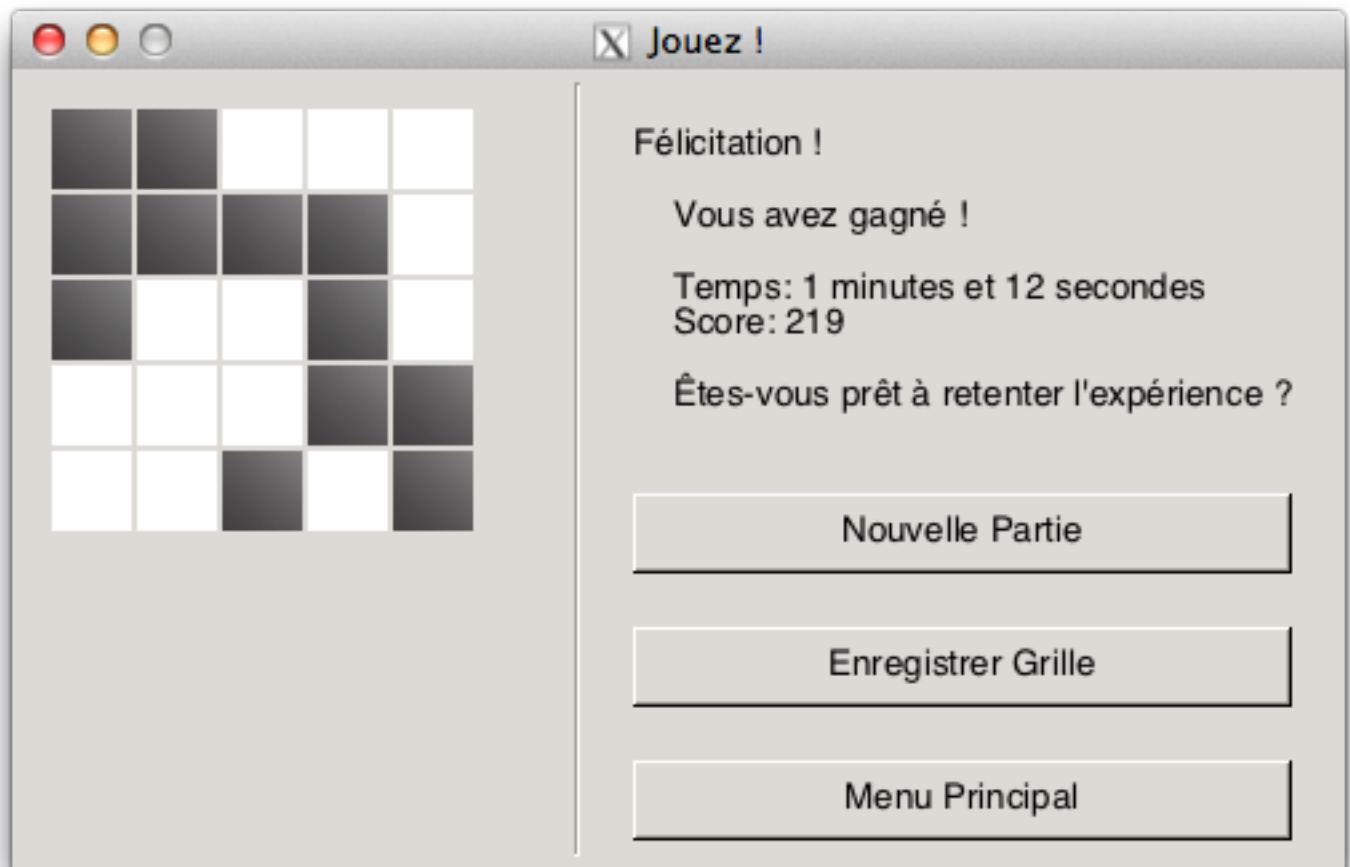 Jouez !
Félicitation !
Vous avez gagné !
Temps: 1 minutes et 12 secondes
Score: 219
Êtes-vous prêt à retenter l'expérience ?
Nouvelle Partie
Enregistrer Grille
Menu Principal